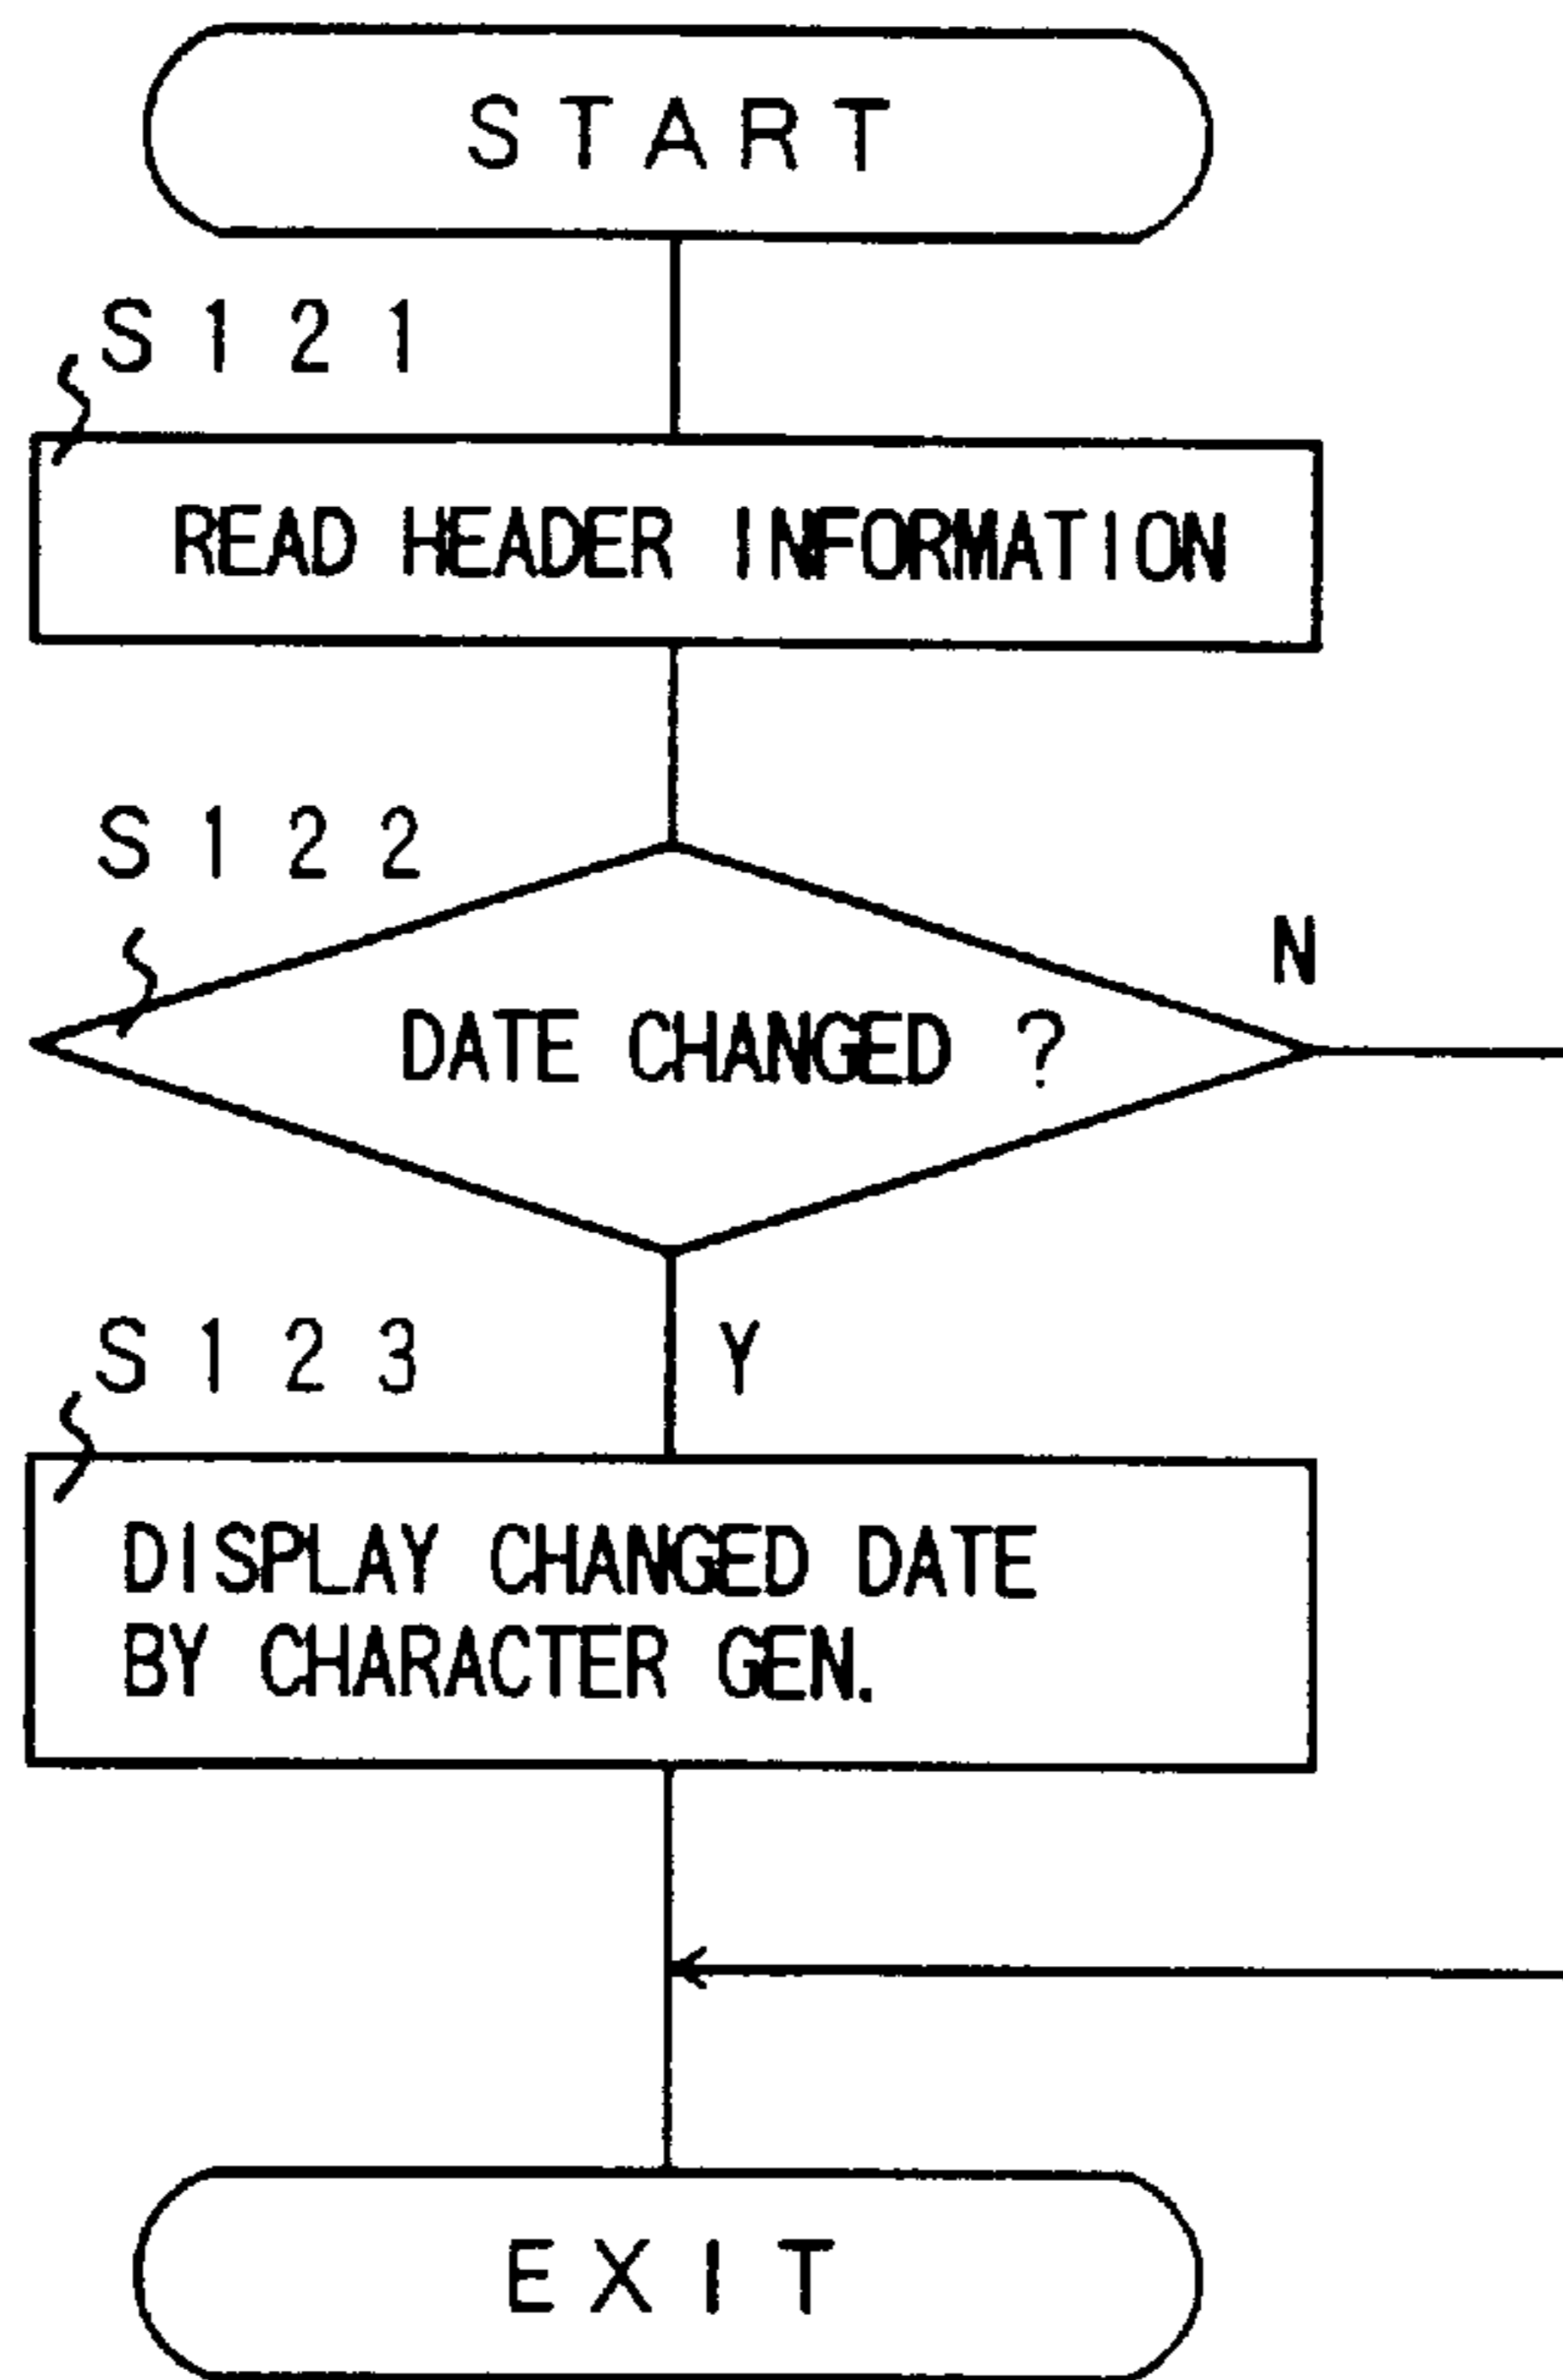 START
S121
READ HEADER INFORMATION
S122
N
DATE CHANGED ?
S123
Y
DISPLAY CHANGED DATE
BY CHARACTER GEN.
EXIT